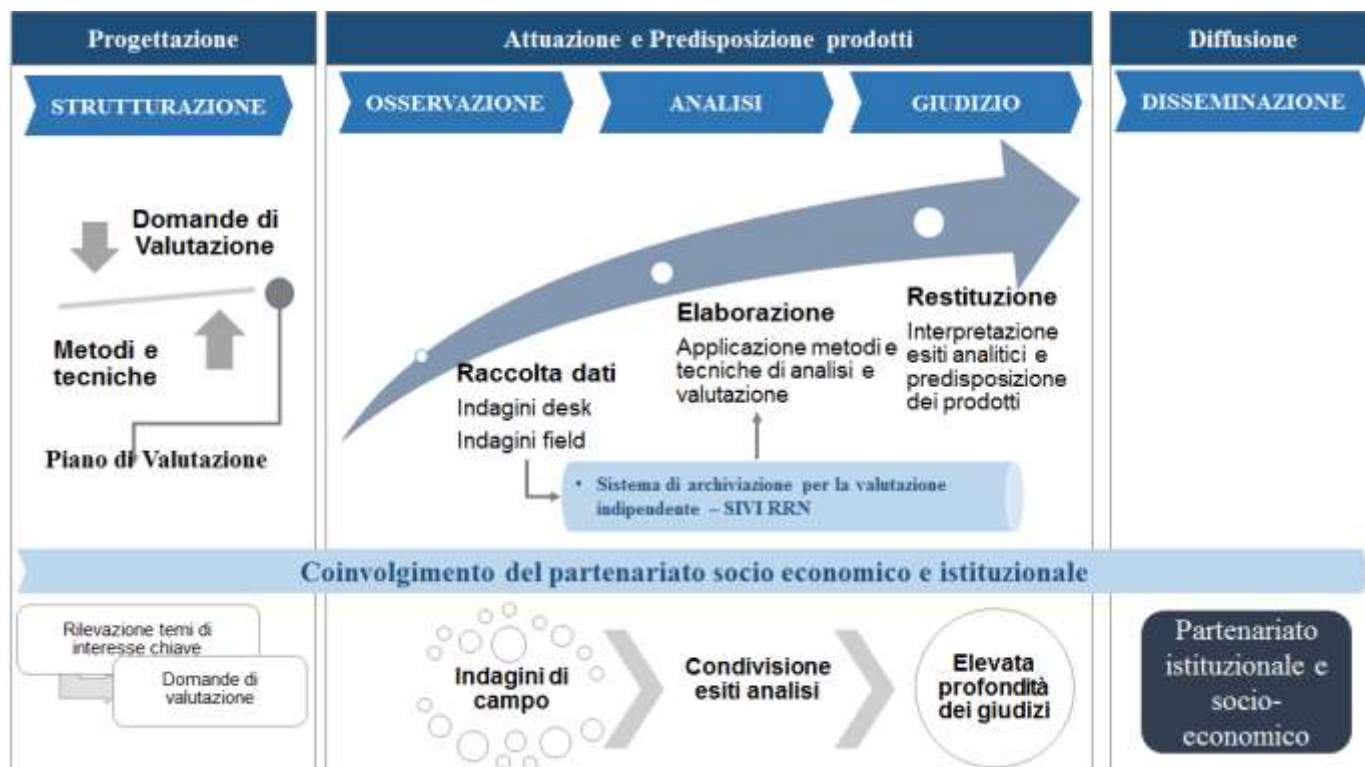 Progettazione
Attuazione e Predisposizione prodotti
Diffusione
STRUTTURAZIONE
OSSERVAZIONE
ANALISI
GIUDIZIO
DISSEMINAZIONE
Domande di
Valutazione
Metodi e
tecniche
Piano di Valutazione
Raccolta dati
Indagini desk
Indagini field
Elaborazione
Applicazione metodi e
tecniche di analisi e
valutazione
Restituzione
Interpretazione
esiti analitici e
predisposizione
dei prodotti
• Sistema di archiviazione per la valutazione
indipendente – SIVI RRN
Coinvolgimento del partenariato socio economico e istituzionale
Rilevazione temi di
interesse chiave
Domande di
valutazione
Indagini di
campo
Condivisione
esiti analisi
Elevata
profondità
dei giudizi
Partenariato
istituzionale e
socio-
economico